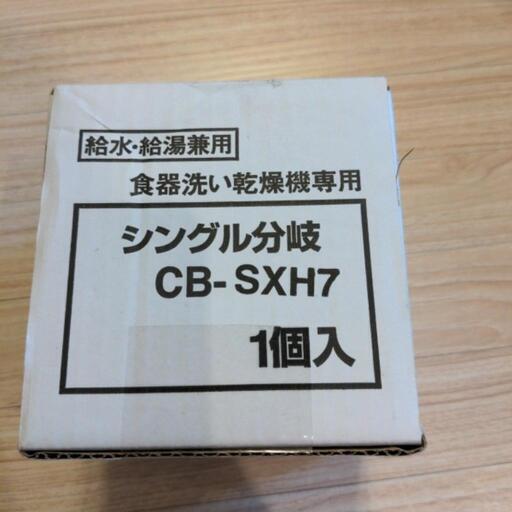 給水・給湯兼用
食器洗い乾燥機専用
シングル分岐
CB-SXH7
1個入